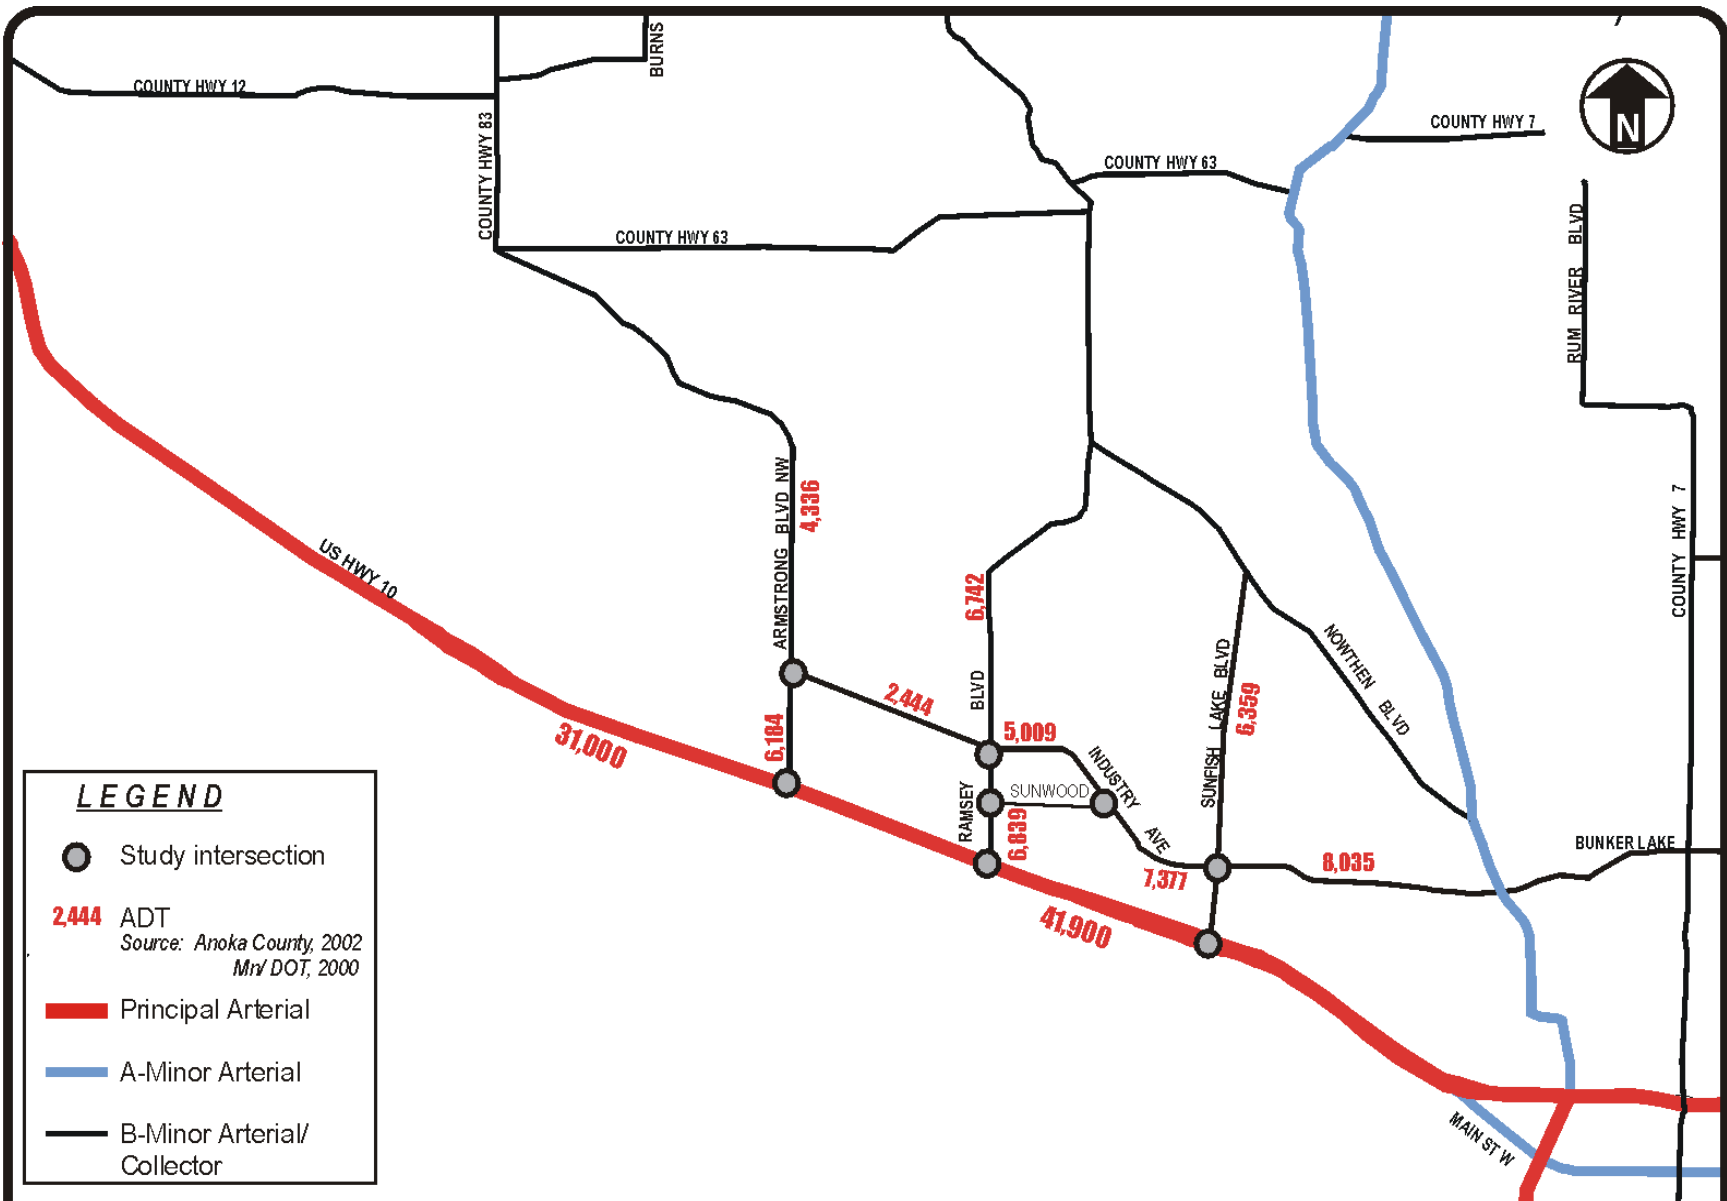 BURNS
COUNTY HWY 12
COUNTY HWY 83
COUNTY HWY 7
N
COUNTY HWY 63
COUNTY HWY 63
RUM RIVER BLVD
ARMSTRONG BLVD NW
4,336
COUNTY HWY 7
US HWY 10
6,742
NOWTHEN BLVD
SUNFISH LAKE BLVD
6,359
BLVD
2,444
5,009
31,000
6,184
INDUSTRY AVE
SUNWOOD
RAMSEY
6,839
BUNKER LAKE
8,035
7,377
41,900
MAIN ST W
LEGEND
Study intersection
2,444 ADT
Source: Anoka County, 2002
Mn/DOT, 2000
Principal Arterial
A-Minor Arterial
B-Minor Arterial/
Collector